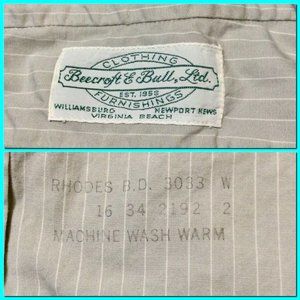 CLOTHING
Beecroft & Bull, Ltd.
EST. 1958
FURNISHINGS
WILLIAMSBURG NEWPORT NEWS
VIRGINIA BEACH
RHODES B.D. 3033 W
16 34 2192 2
MACHINE WASH WARM